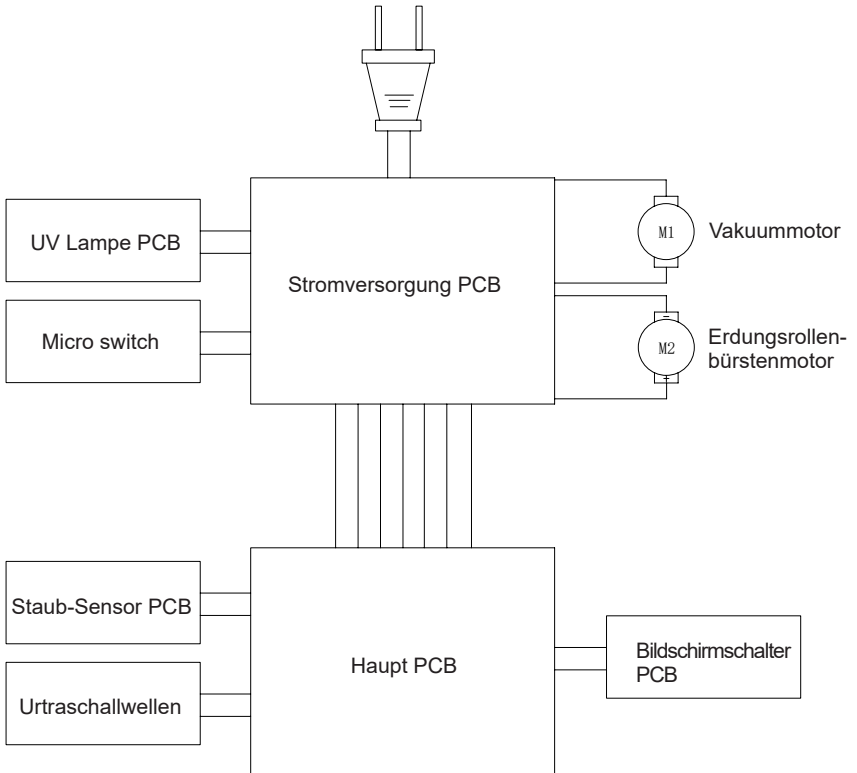 UV Lampe PCB
Micro switch
Stromversorgung PCB
M1
Vakuummotor
M2
Erdungsrollen-
bürstenmotor
Staub-Sensor PCB
Urtraschallwellen
Haupt PCB
Bildschirmschalter
PCB